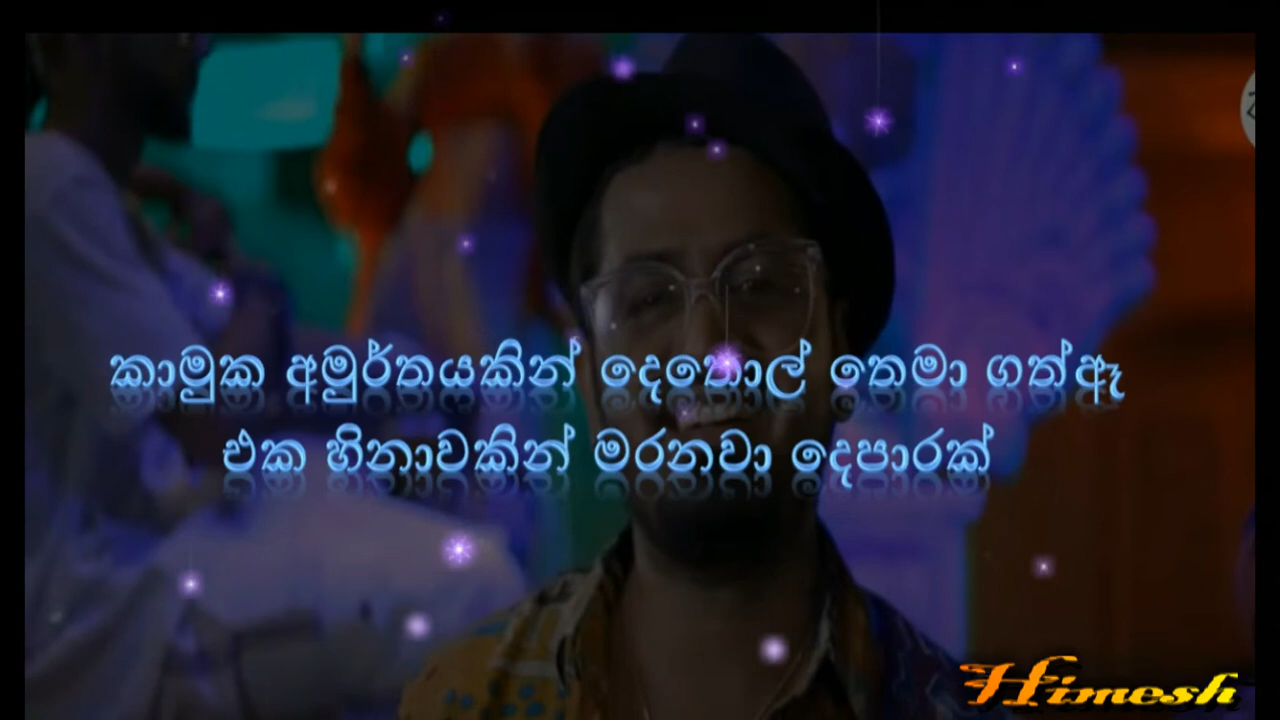 කාමුක අමුර්තයකින් දෙතොල් තෙමා ගත්ඈ
එක හිනාවකින් මරනවා දෙපාරක්
Himesh